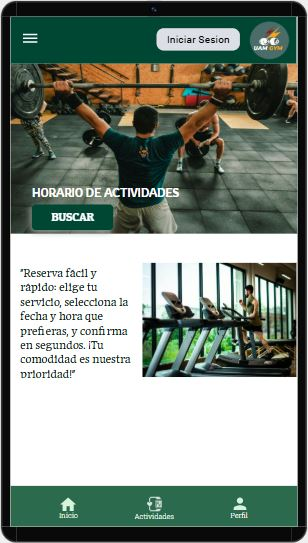 Iniciar Sesion
UAM GYM
HORARIO DE ACTIVIDADES
BUSCAR
"Reserva fácil y
rápido: elige tu
servicio, selecciona la
fecha y hora que
prefieras, y confirma
en segundos. ¡Tu
comodidad es nuestra
prioridad!"
Inicio
Actividades
Perfil